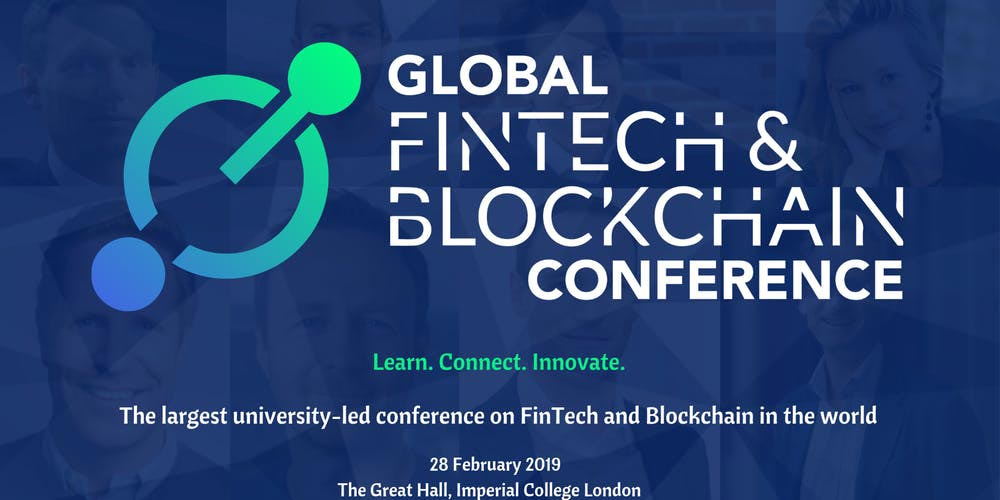 GLOBAL
FINTECH &
BLOCKCHAIN
CONFERENCE
Learn. Connect. Innovate.
The largest university-led conference on FinTech and Blockchain in the world
28 February 2019
The Great Hall, Imperial College London